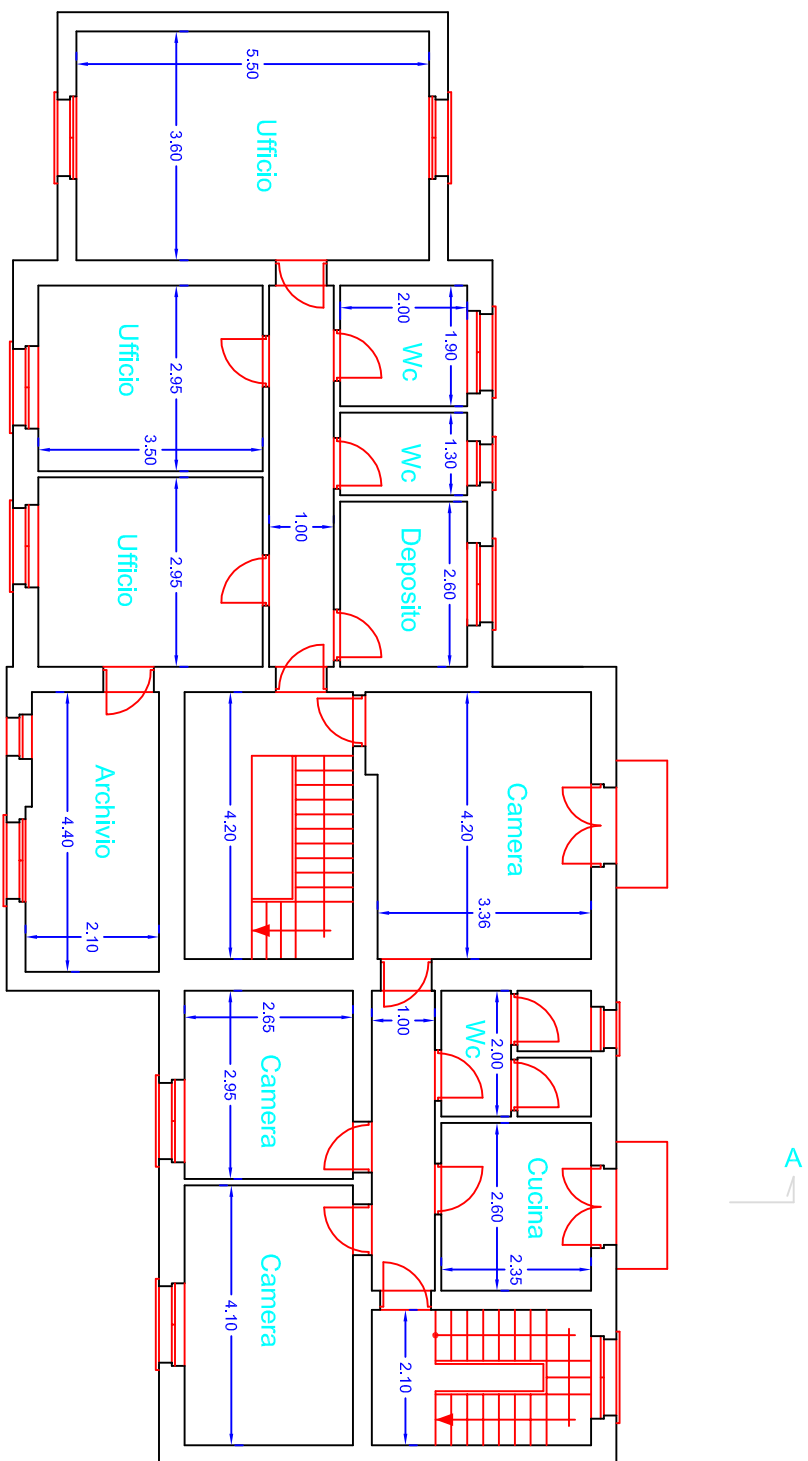 5.50
3.60
Ufficio
2.00
1.90
Wc
2.95
Ufficio
3.50
1.30
Wc
1.00
2.60
Deposito
2.95
Ufficio
4.20
Camera
3.36
4.20
Archivio
4.40
2.10
2.65
2.95
Camera
1.00
Wc
2.00
Cucina
2.60
2.35
A
Camera
4.10
2.10